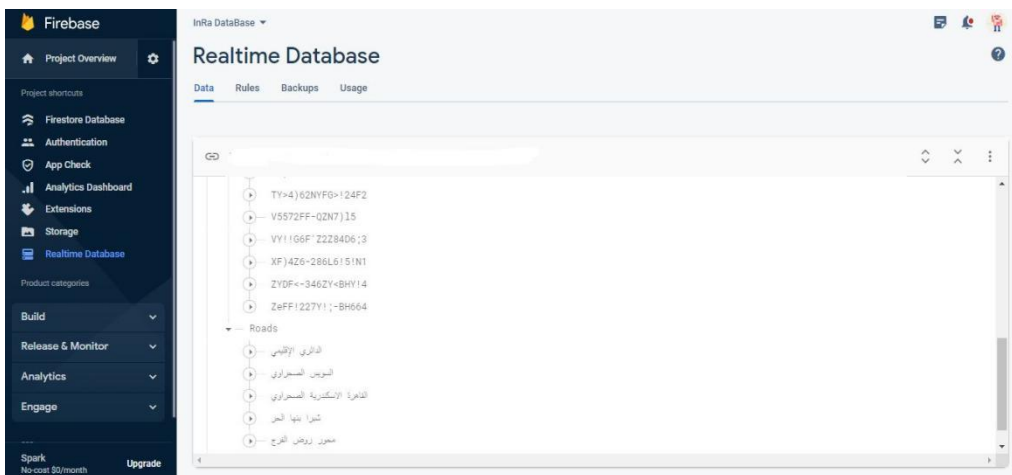 Firebase
InRa DataBase
Project Overview
Realtime Database
Project shortcuts
Data Rules Backups Usage
Firestore Database
Authentication
App Check
Analytics Dashboard
Extensions
Storage
Realtime Database
Product categories
Build
Release & Monitor
Analytics
Engage
Spark
No-cost $0/month
Upgrade
TY>4)62NYFG>!24F2
V5572FF-QZN7)l5
VY!!G6F`Z2Z84D6;3
XF)4Z6-286L6!5!N1
ZYDF<-346ZY<BHY!4
ZeFF!227Y!;-BH664
Roads
الدائري الإقليمي
السويس الصحراوي
القاهرة الاسكندرية الصحراوي
شبرا بنها الحر
محور روض الفرج